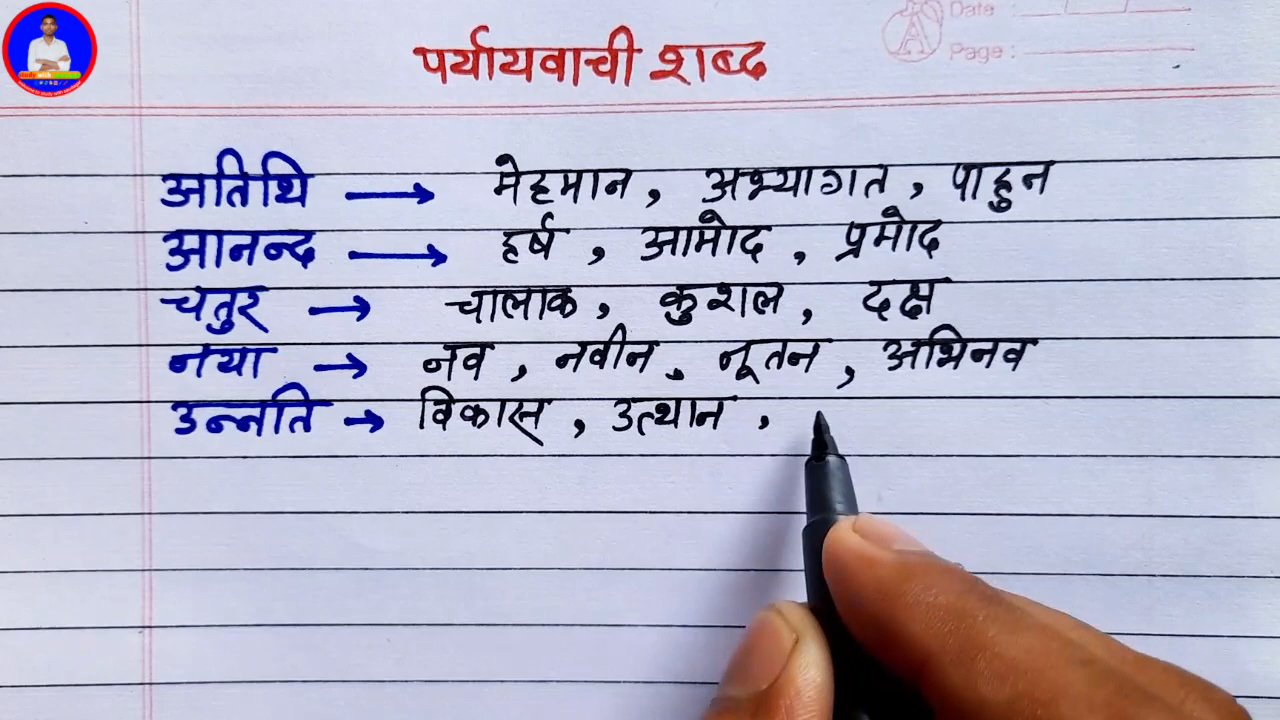 Date :
Page :
पर्यायवाची शब्द
अतिथि → मेहमान, अभ्यागत, पाहुन
आनन्द → हर्ष, आमोद, प्रमोद
चतुर → चालाक, कुशल, दक्ष
नया → नव, नवीन, नूतन, अभिनव
उन्नति → विकास, उत्थान,